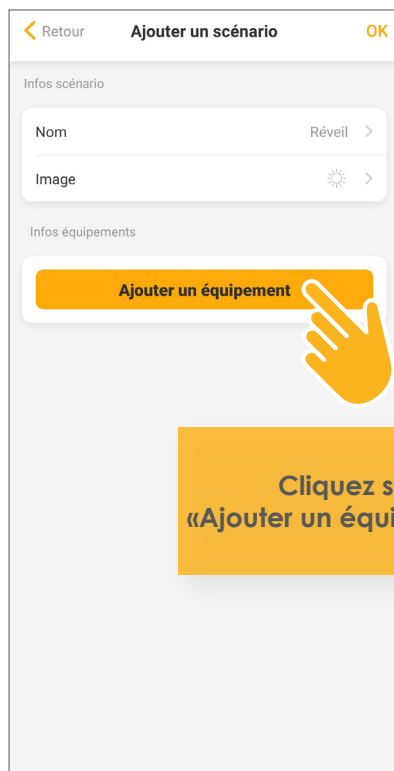 Retour Ajouter un scénario OK
Infos scénario
Nom Réveil
Image
Infos équipements
Ajouter un équipement
Cliquez s
«Ajouter un équi